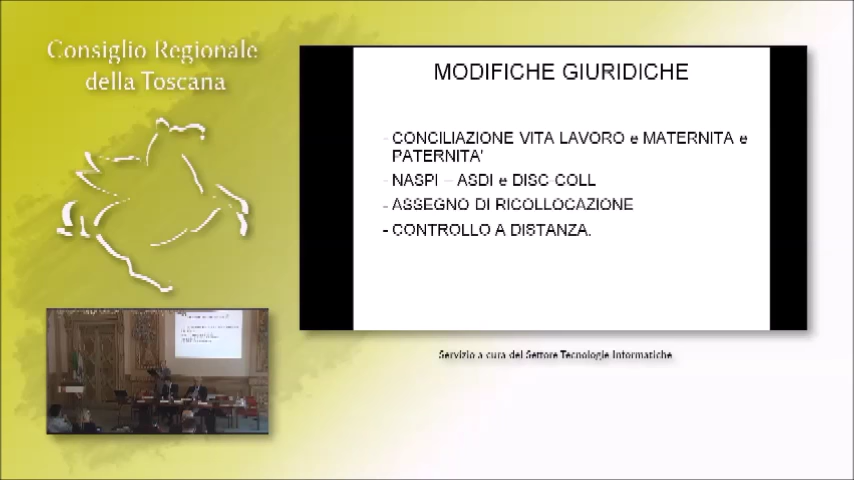 Consiglio Regionale
della Toscana
MODIFICHE GIURIDICHE
- CONCILIAZIONE VITA LAVORO e MATERNITA e
PATERNITA'
- NASPI – ASDI e DISC COLL
- ASSEGNO DI RICOLLOCAZIONE
- CONTROLLO A DISTANZA.
Servizio a cura del Settore Tecnologie Informatiche